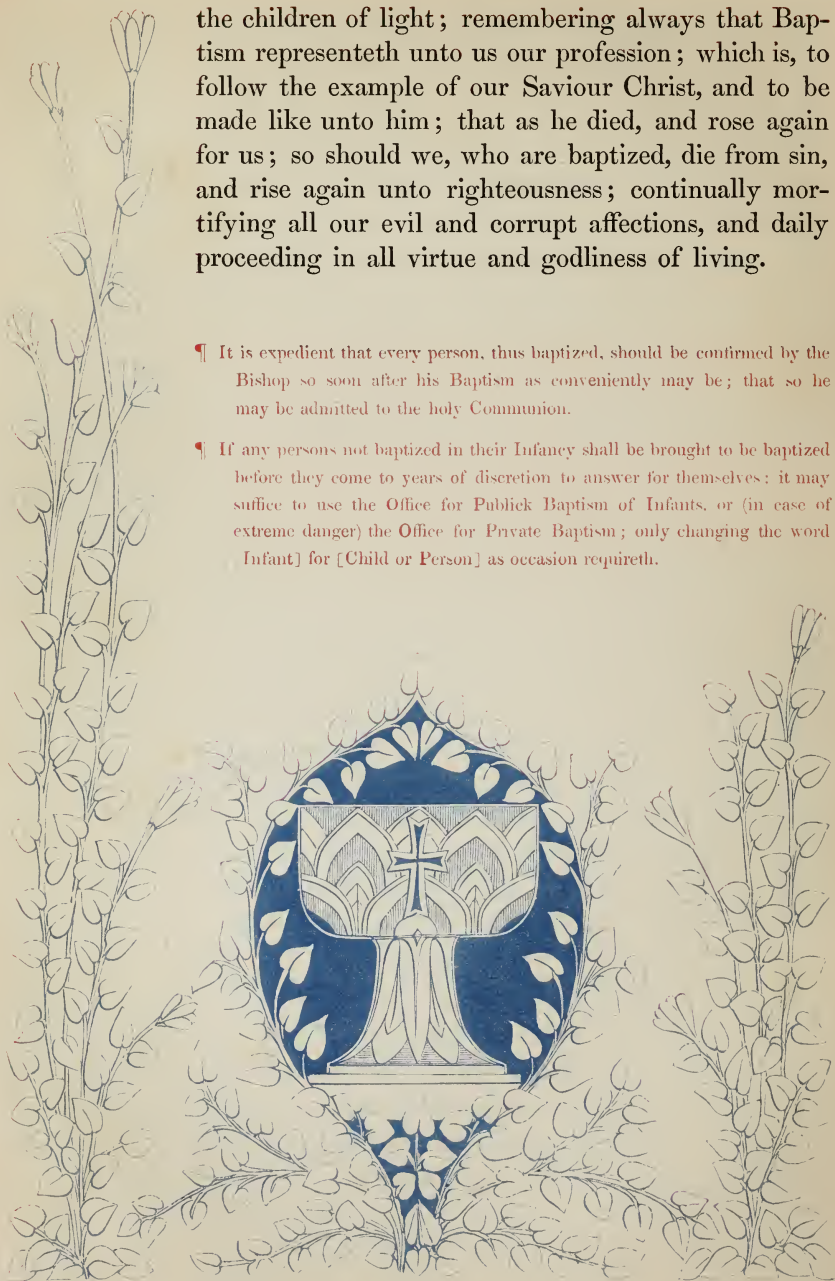 the children of light; remembering always that Bap-
tism representeth unto us our profession; which is, to
follow the example of our Saviour Christ, and to be
made like unto him; that as he died, and rose again
for us; so should we, who are baptized, die from sin,
and rise again unto righteousness; continually mor-
tifying all our evil and corrupt affections, and daily
proceeding in all virtue and godliness of living.
¶ It is expedient that every person, thus baptized, should be confirmed by the
Bishop so soon after his Baptism as conveniently may be; that so he
may be admitted to the holy Communion.
¶ If any persons not baptized in their Infancy shall be brought to be baptized
before they come to years of discretion to answer for themselves; it may
suffice to use the Office for Publick Baptism of Infants, or (in case of
extreme danger) the Office for Private Baptism; only changing the word
Infant] for [Child or Person] as occasion requireth.